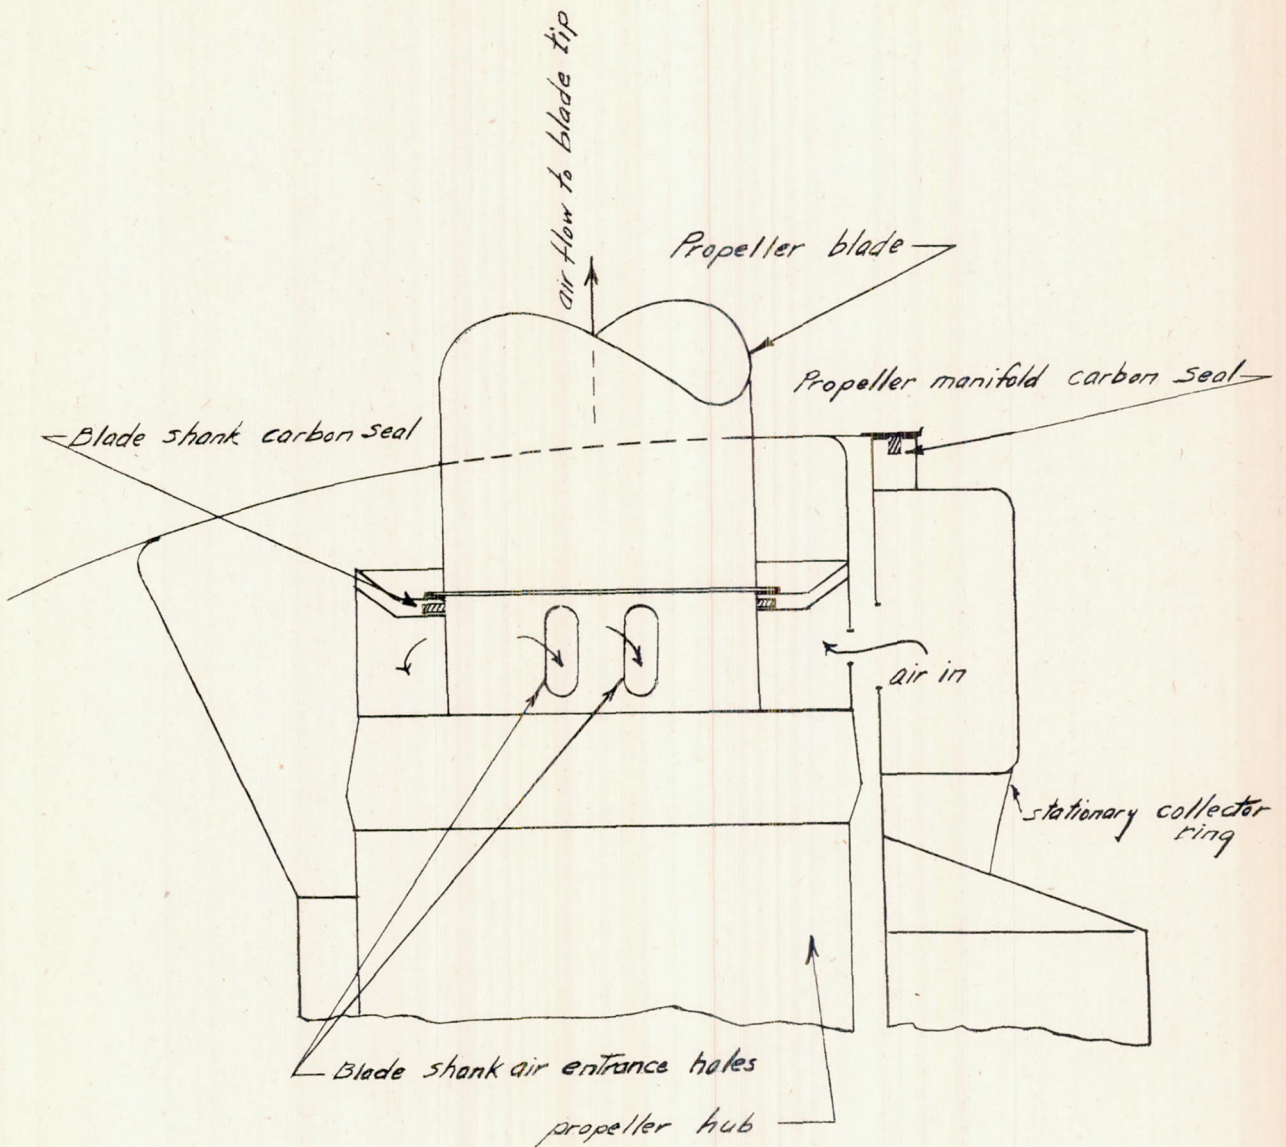 air flow to blade tip
Propeller blade
Propeller manifold carbon seal
Blade shank carbon seal
air in
stationary collector
ring
Blade shank air entrance holes
propeller hub